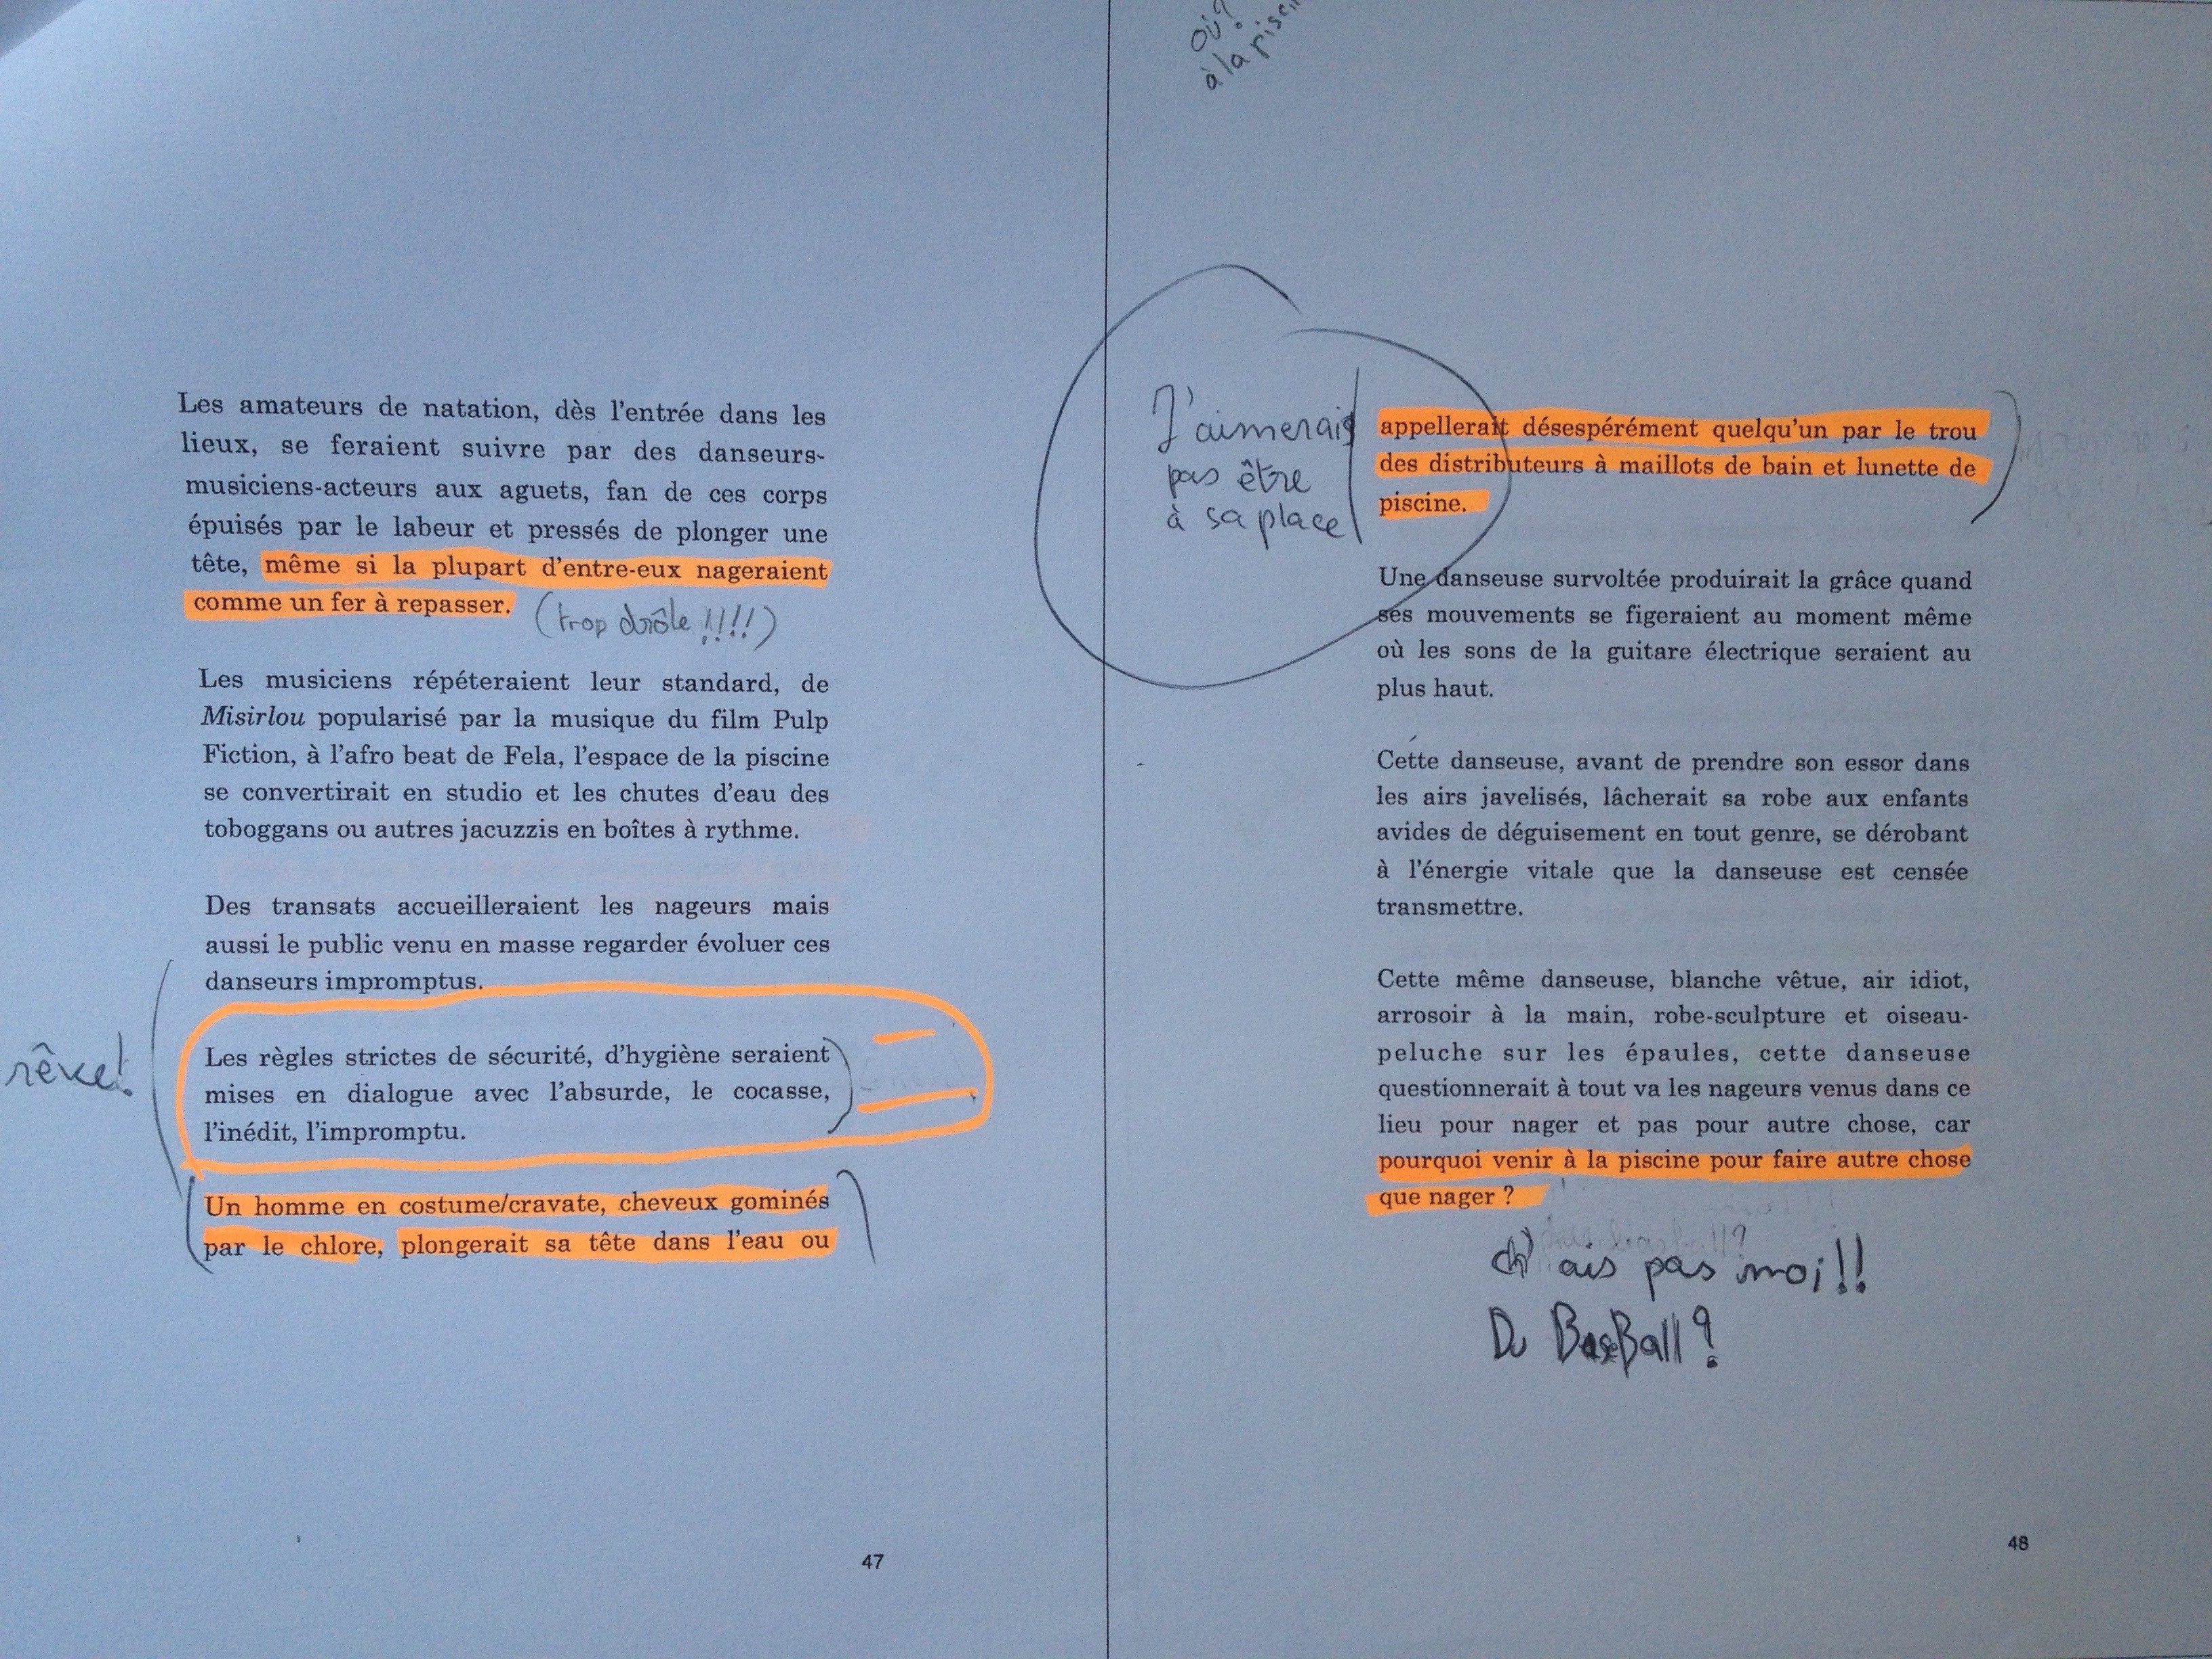 Les amateurs de natation, dès l'entrée dans les
lieux, se feraient suivre par des danseurs-
musiciens-acteurs aux aguets, fan de ces corps
épuisés par le labeur et pressés de plonger une
tête, même si la plupart d'entre-eux nageraient
comme un fer à repasser. (trop drôle !!!!)
Les musiciens répéteraient leur standard, de
Misirlou popularisé par la musique du film Pulp
Fiction, à l'afro beat de Fela, l'espace de la piscine
se convertirait en studio et les chutes d'eau des
toboggans ou autres jacuzzis en boîtes à rythme.
Des transats accueilleraient les nageurs mais
aussi le public venu en masse regarder évoluer ces
danseurs impromptus.
rêve!
Les règles strictes de sécurité, d'hygiène seraient
mises en dialogue avec l'absurde, le cocasse,
l'inédit, l'impromptu.
Un homme en costume/cravate, cheveux gominés
par le chlore, plongerait sa tête dans l'eau ou
47
où?
à la
J'aimerais
pas être
à sa place
appellerait désespérément quelqu'un par le trou
des distributeurs à maillots de bain et lunette de
piscine.
Une danseuse survoltée produirait la grâce quand
ses mouvements se figeraient au moment même
où les sons de la guitare électrique seraient au
plus haut.
Cette danseuse, avant de prendre son essor dans
les airs javelisés, lâcherait sa robe aux enfants
avides de déguisement en tout genre, se dérobant
à l'énergie vitale que la danseuse est censée
transmettre.
Cette même danseuse, blanche vêtue, air idiot,
arrosoir à la main, robe-sculpture et oiseau-
peluche sur les épaules, cette danseuse
questionnerait à tout va les nageurs venus dans ce
lieu pour nager et pas pour autre chose, car
pourquoi venir à la piscine pour faire autre chose
que nager ?
ch'ais pas moi!!
Du BaseBall?
48